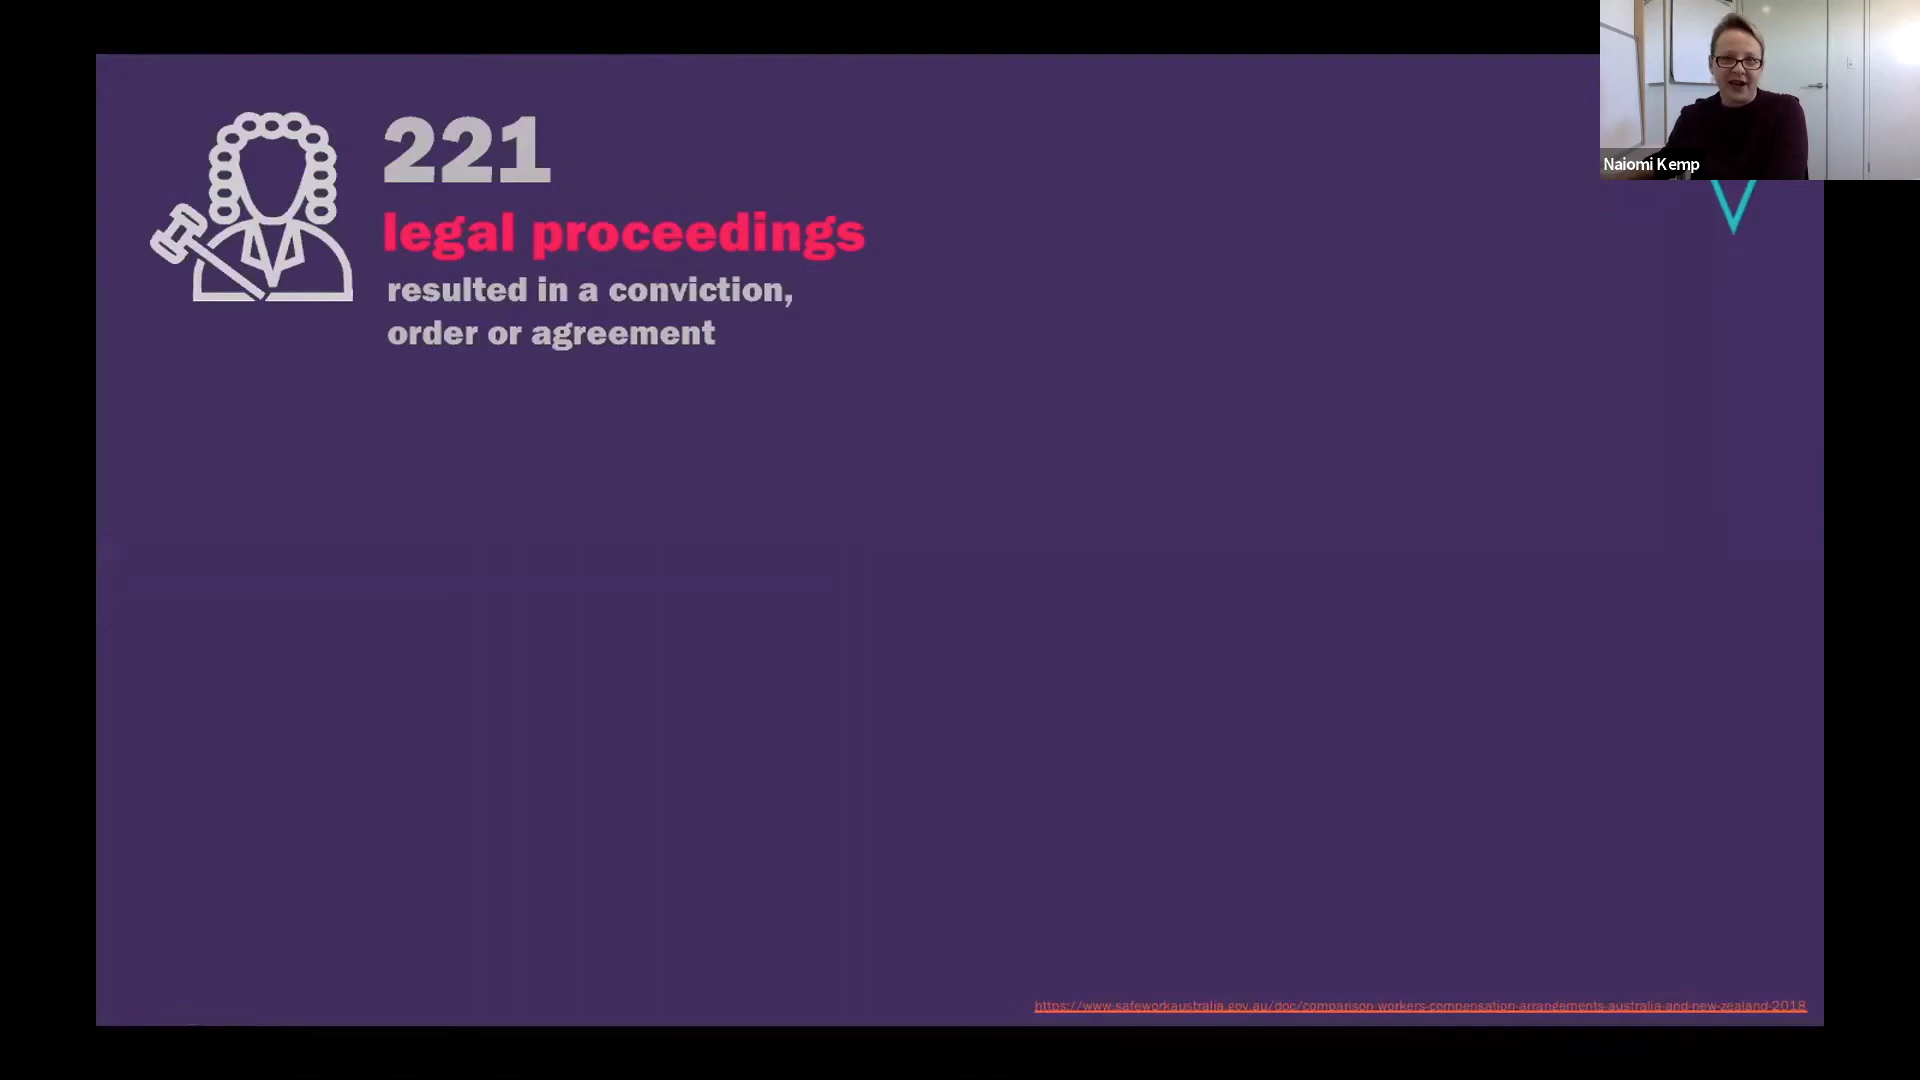 Naiomi Kemp
221
legal proceedings
resulted in a conviction,
order or agreement
https://www.safeworkaustralia.gov.au/doc/comparison-workers-compensation-arrangements-australia-and-new-zealand-2018